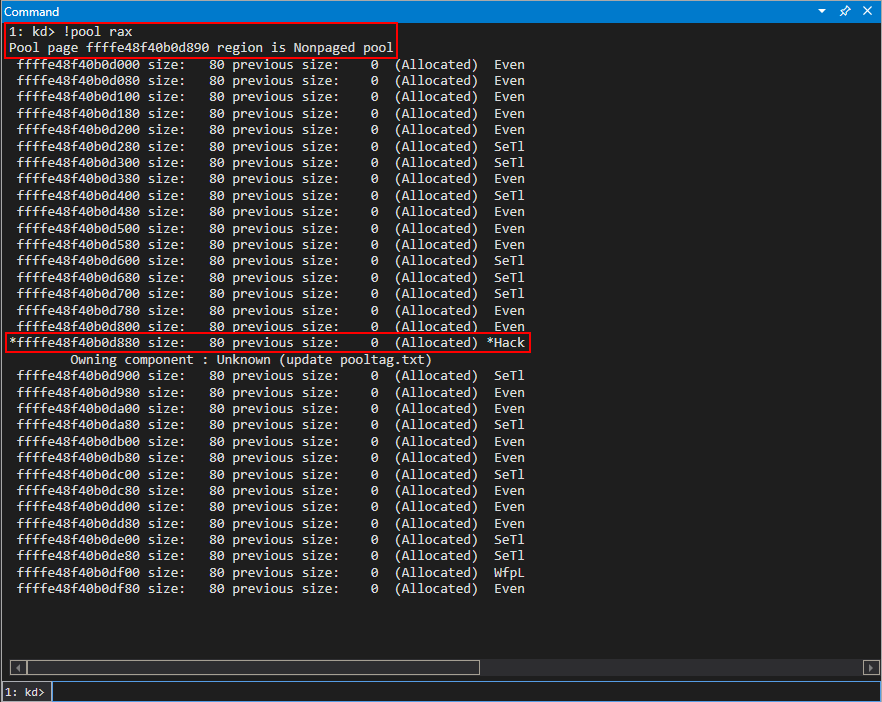 Command
1: kd> !pool rax
Pool page ffffe48f40b0d890 region is Nonpaged pool
 ffffe48f40b0d000 size:   80 previous size:    0  (Allocated)  Even
 ffffe48f40b0d080 size:   80 previous size:    0  (Allocated)  Even
 ffffe48f40b0d100 size:   80 previous size:    0  (Allocated)  Even
 ffffe48f40b0d180 size:   80 previous size:    0  (Allocated)  Even
 ffffe48f40b0d200 size:   80 previous size:    0  (Allocated)  Even
 ffffe48f40b0d280 size:   80 previous size:    0  (Allocated)  SeTl
 ffffe48f40b0d300 size:   80 previous size:    0  (Allocated)  SeTl
 ffffe48f40b0d380 size:   80 previous size:    0  (Allocated)  Even
 ffffe48f40b0d400 size:   80 previous size:    0  (Allocated)  SeTl
 ffffe48f40b0d480 size:   80 previous size:    0  (Allocated)  Even
 ffffe48f40b0d500 size:   80 previous size:    0  (Allocated)  Even
 ffffe48f40b0d580 size:   80 previous size:    0  (Allocated)  Even
 ffffe48f40b0d600 size:   80 previous size:    0  (Allocated)  SeTl
 ffffe48f40b0d680 size:   80 previous size:    0  (Allocated)  SeTl
 ffffe48f40b0d700 size:   80 previous size:    0  (Allocated)  SeTl
 ffffe48f40b0d780 size:   80 previous size:    0  (Allocated)  Even
 ffffe48f40b0d800 size:   80 previous size:    0  (Allocated)  Even
*ffffe48f40b0d880 size:   80 previous size:    0  (Allocated) *Hack
        Owning component : Unknown (update pooltag.txt)
 ffffe48f40b0d900 size:   80 previous size:    0  (Allocated)  SeTl
 ffffe48f40b0d980 size:   80 previous size:    0  (Allocated)  Even
 ffffe48f40b0da00 size:   80 previous size:    0  (Allocated)  Even
 ffffe48f40b0da80 size:   80 previous size:    0  (Allocated)  SeTl
 ffffe48f40b0db00 size:   80 previous size:    0  (Allocated)  Even
 ffffe48f40b0db80 size:   80 previous size:    0  (Allocated)  Even
 ffffe48f40b0dc00 size:   80 previous size:    0  (Allocated)  SeTl
 ffffe48f40b0dc80 size:   80 previous size:    0  (Allocated)  Even
 ffffe48f40b0dd00 size:   80 previous size:    0  (Allocated)  Even
 ffffe48f40b0dd80 size:   80 previous size:    0  (Allocated)  Even
 ffffe48f40b0de00 size:   80 previous size:    0  (Allocated)  SeTl
 ffffe48f40b0de80 size:   80 previous size:    0  (Allocated)  SeTl
 ffffe48f40b0df00 size:   80 previous size:    0  (Allocated)  WfpL
 ffffe48f40b0df80 size:   80 previous size:    0  (Allocated)  Even
1: kd>